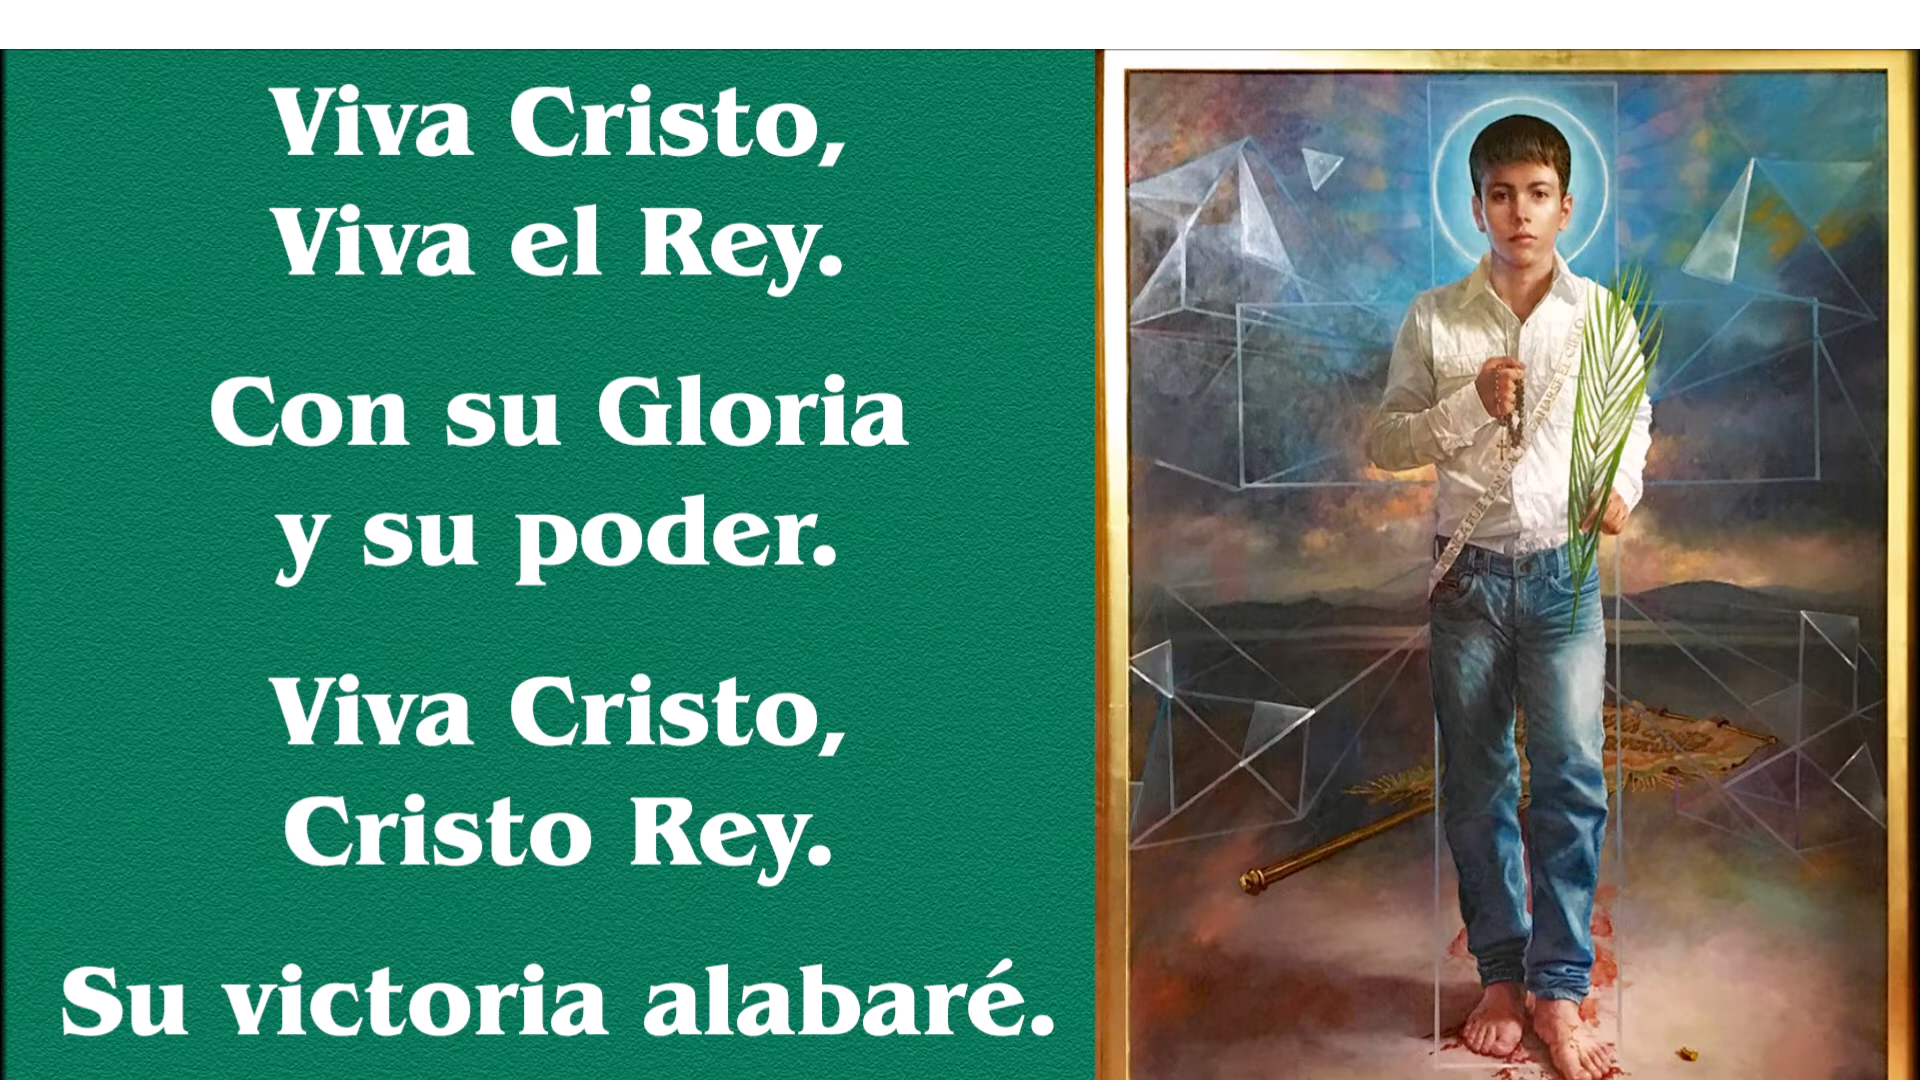 Viva Cristo,
Viva el Rey.
Con su Gloria
y su poder.
Viva Cristo,
Cristo Rey.
Su victoria alabaré.